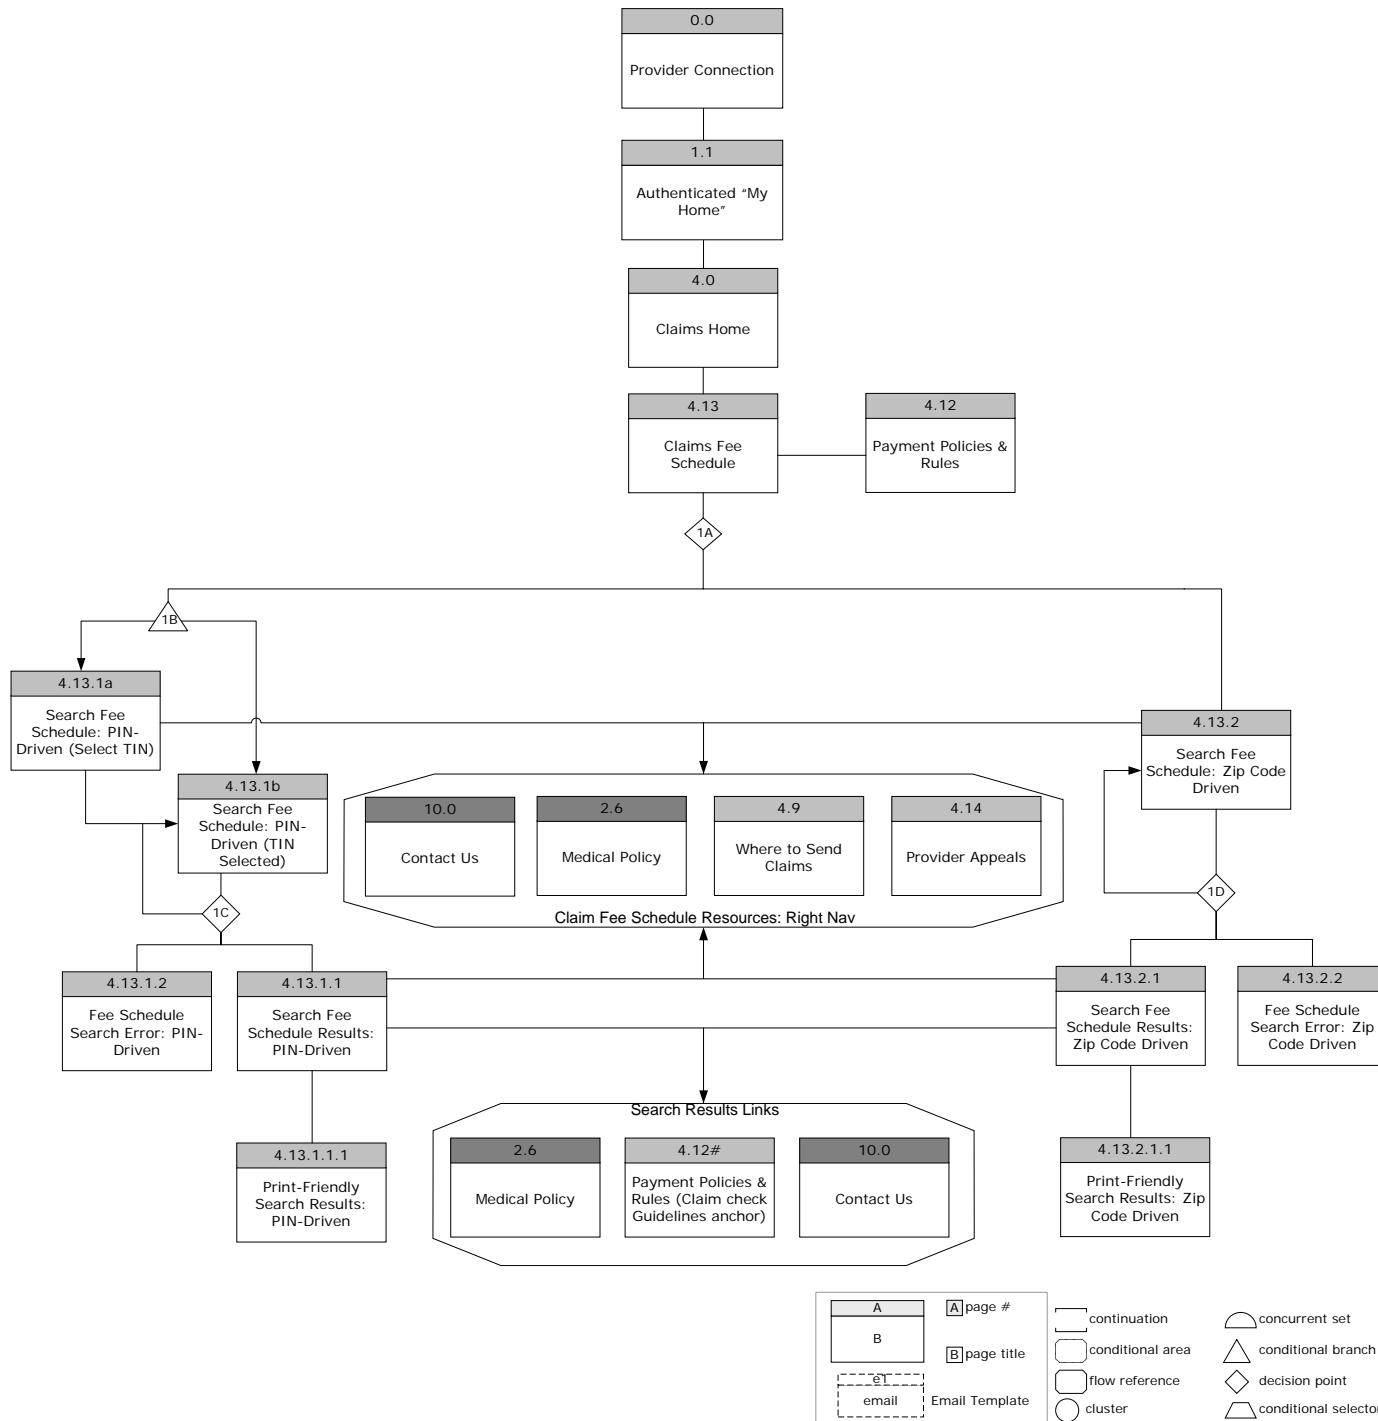 0.0
Provider Connection
1.1
Authenticated “My
Home”
4.0
Claims Home
4.13
Claims Fee
Schedule
4.12
Payment Policies &
Rules
1A
1B
4.13.1a
Search Fee
Schedule: PIN-
Driven (Select TIN)
4.13.1b
Search Fee
Schedule: PIN-
Driven (TIN
Selected)
4.13.2
Search Fee
Schedule: Zip Code
Driven
10.0
Contact Us
2.6
Medical Policy
4.9
Where to Send
Claims
4.14
Provider Appeals
Claim Fee Schedule Resources: Right Nav
1C
1D
4.13.1.2
Fee Schedule
Search Error: PIN-
Driven
4.13.1.1
Search Fee
Schedule Results:
PIN-Driven
4.13.2.1
Search Fee
Schedule Results:
Zip Code Driven
4.13.2.2
Fee Schedule
Search Error: Zip
Code Driven
Search Results Links
4.13.1.1.1
Print-Friendly
Search Results:
PIN-Driven
2.6
Medical Policy
4.12#
Payment Policies &
Rules (Claim check
Guidelines anchor)
10.0
Contact Us
4.13.2.1.1
Print-Friendly
Search Results: Zip
Code Driven
A
B
A page #
B page title
e1
email
Email Template
continuation
conditional area
flow reference
cluster
concurrent set
conditional branch
decision point
conditional selector